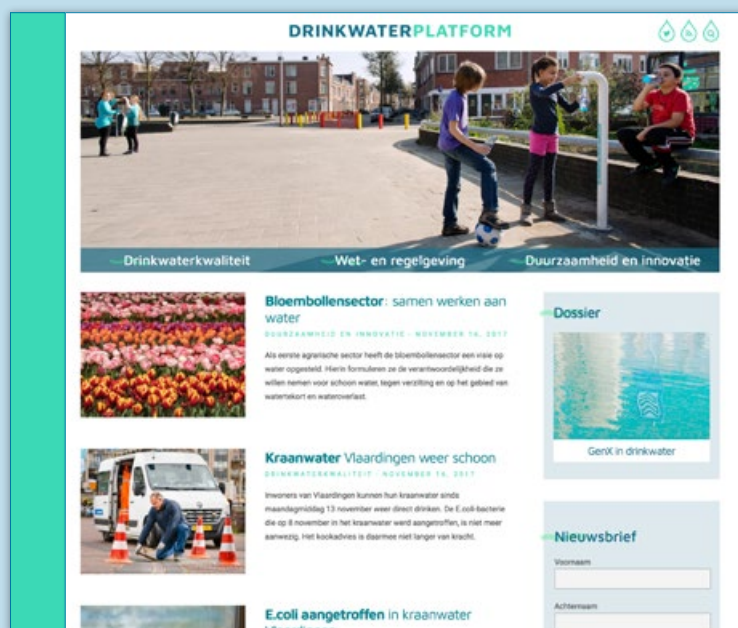 DRINKWATERPLATFORM
Drinkwaterkwaliteit
Wet- en regelgeving
Duurzaamheid en innovatie
Bloembollensector: samen werken aan
water
DUURZAAMHEID EN INNOVATIE - NOVEMBER 16, 2017
Als eerste agrarische sector heeft de bloembollensector een visie op
water opgesteld. Hierin formuleren ze de verantwoordelijkheid die ze
willen nemen voor schoon water, tegen verzilting en op het gebied van
watertekort en wateroverlast.
Kraanwater Vlaardingen weer schoon
DRINKWATERKWALITEIT - NOVEMBER 14, 2017
Inwoners van Vlaardingen kunnen hun kraanwater sinds
maandagmiddag 13 november weer direct drinken. De E.coli-bacterie
die op 8 november in het kraanwater werd aangetroffen, is niet meer
aanwezig. Het kookadvies is daarmee niet langer van kracht.
E.coli aangetroffen in kraanwater
Dossier
GenX in drinkwater
Nieuwsbrief
Voornaam
Achternaam